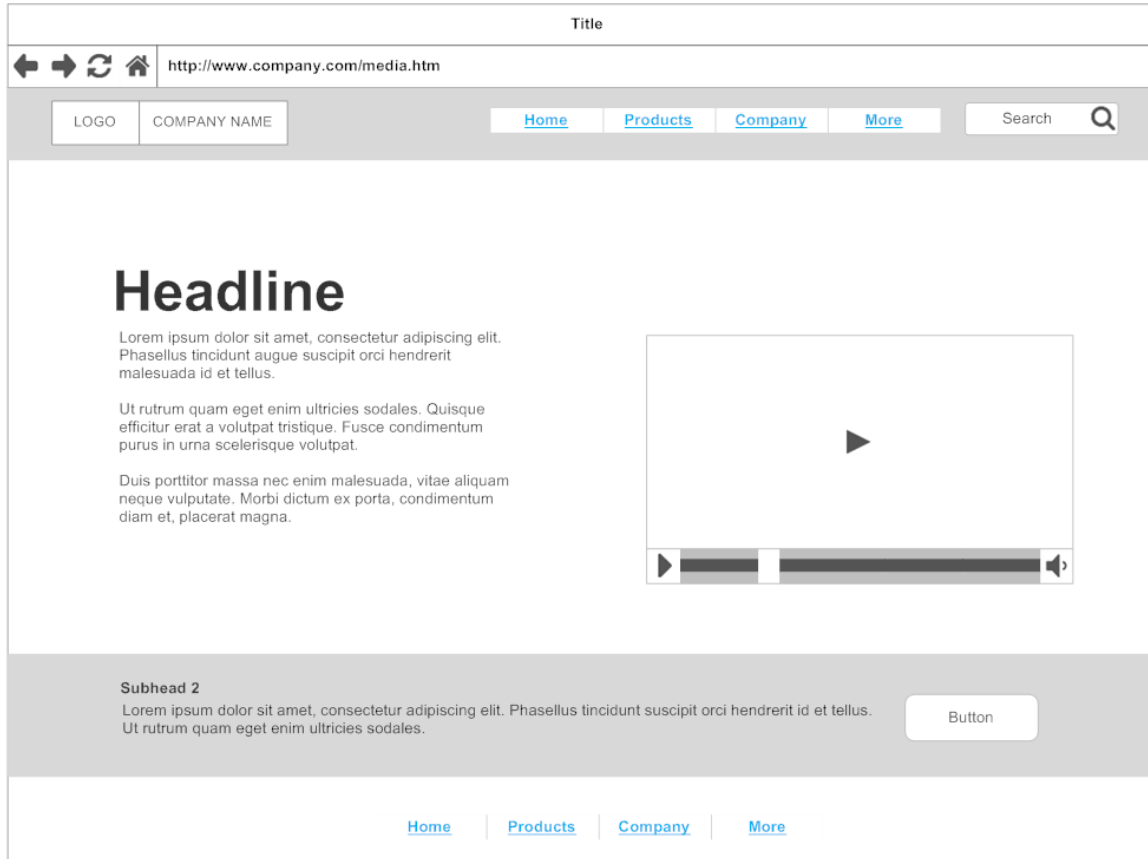 Title
http://www.company.com/media.htm
LOGO COMPANY NAME Home Products Company More Search
Headline
Lorem ipsum dolor sit amet, consectetur adipiscing elit.
Phasellus tincidunt augue suscipit orci hendrerit
malesuada id et tellus.
Ut rutrum quam eget enim ultricies sodales. Quisque
efficitur erat a volutpat tristique. Fusce condimentum
purus in urna scelerisque volutpat.
Duis porttitor massa nec enim malesuada, vitae aliquam
neque vulputate. Morbi dictum ex porta, condimentum
diam et, placerat magna.
Subhead 2
Lorem ipsum dolor sit amet, consectetur adipiscing elit. Phasellus tincidunt suscipit orci hendrerit id et tellus.
Ut rutrum quam eget enim ultricies sodales.
Button
Home Products Company More